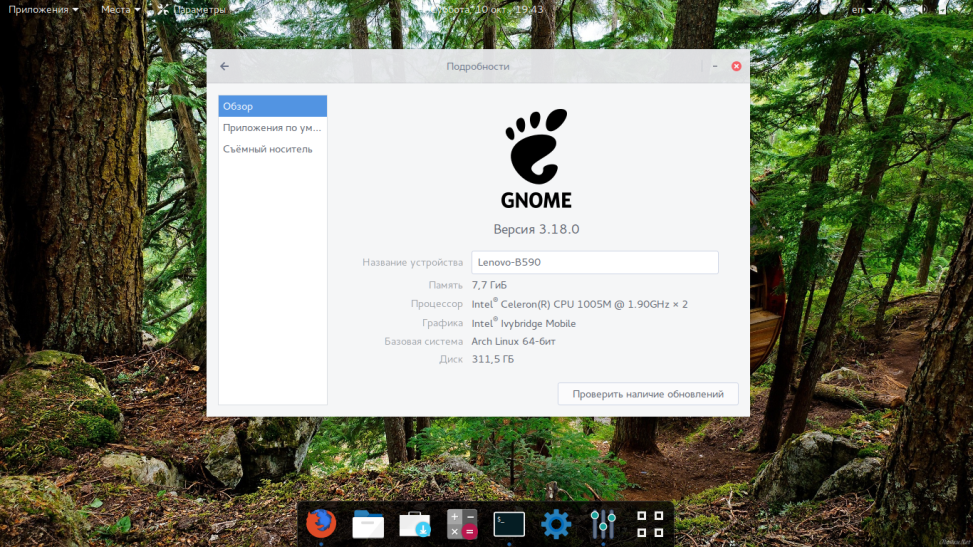 Приложения
Места
Параметры
Суббота, 10 окт., 19:43
en
Подробности
Обзор
Приложения по ум...
Съёмный носитель
GNOME
Версия 3.18.0
Название устройства Lenovo-B590
Память 7,7 ГиБ
Процессор Intel® Celeron(R) CPU 1005M @ 1.90GHz × 2
Графика Intel® Ivybridge Mobile
Базовая система Arch Linux 64-бит
Диск 311,5 ГБ
Проверить наличие обновлений